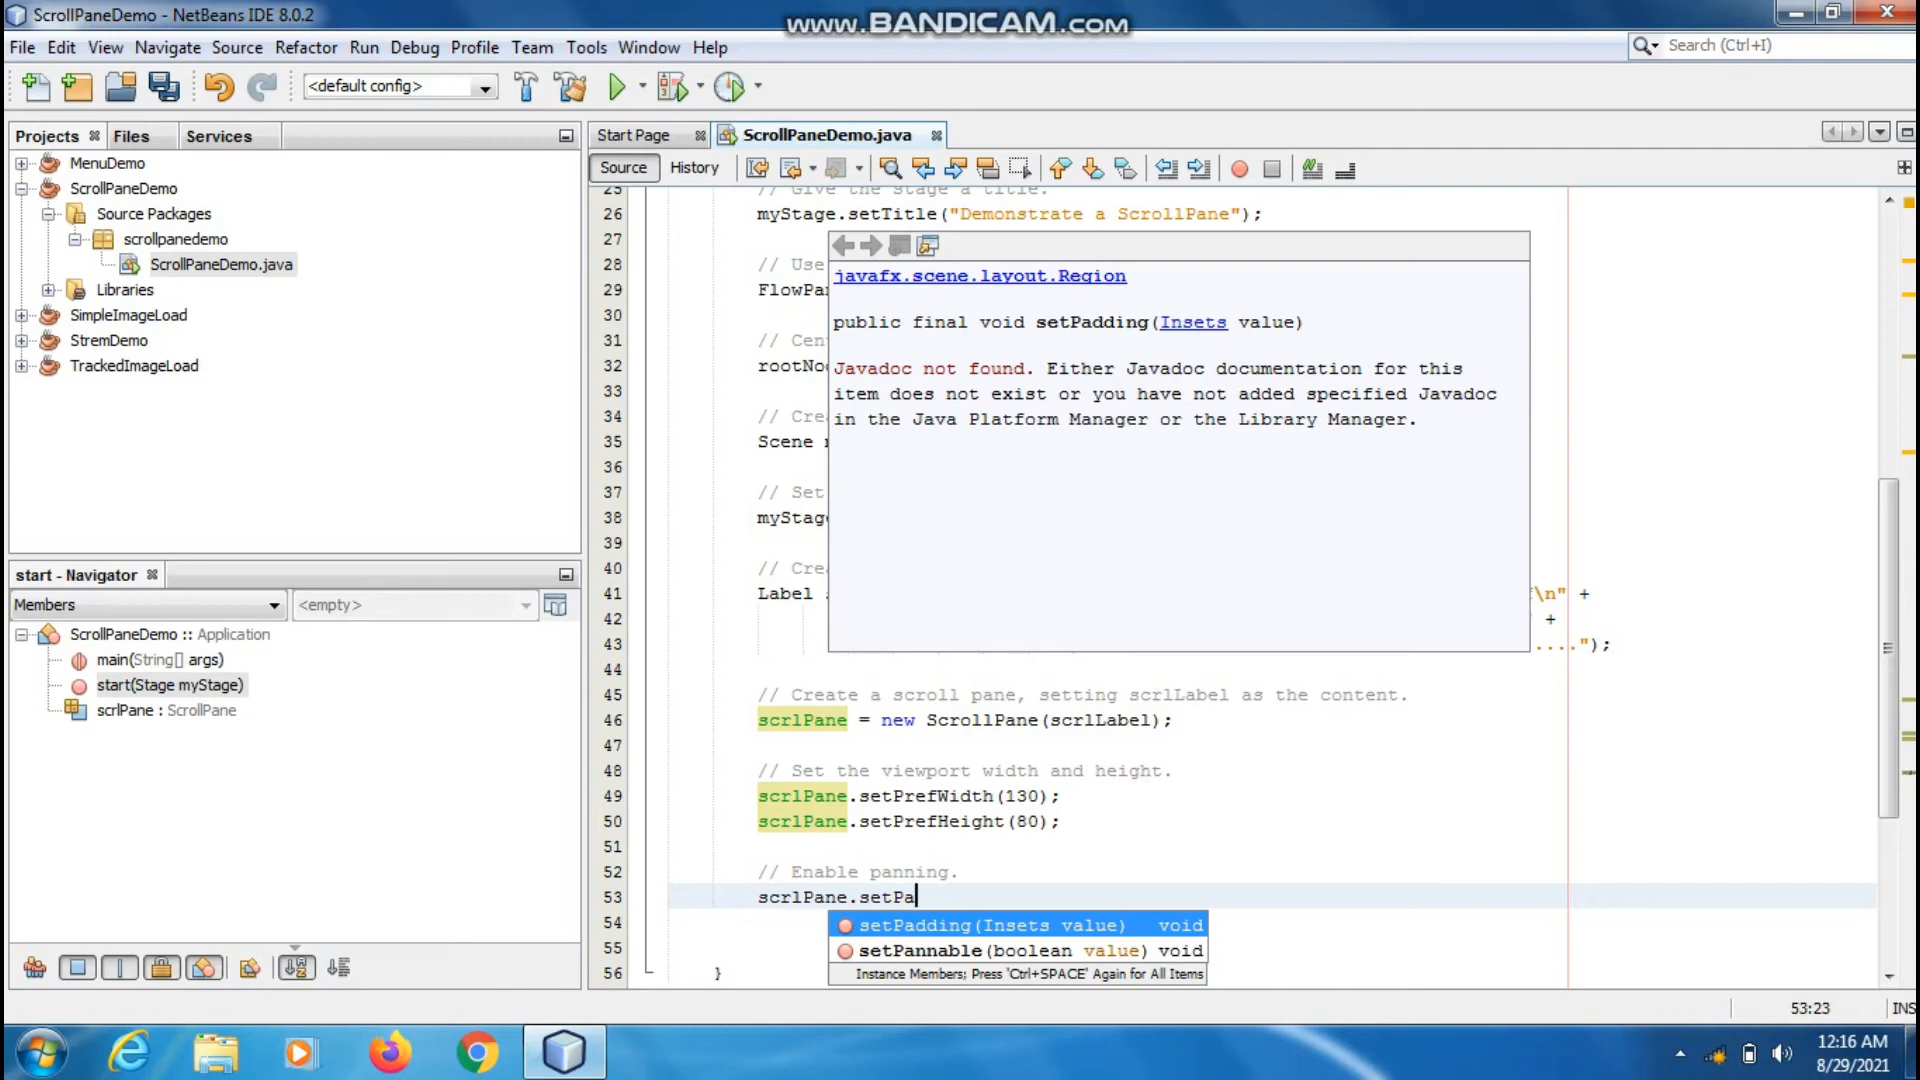 ScrollPaneDemo - NetBeans IDE 8.0.2
www.BANDICAM.com
File Edit View Navigate Source Refactor Run Debug Profile Team Tools Window Help
Search (Ctrl+I)
<default config>
Projects Files Services
Start Page ScrollPaneDemo.java
Source History
MenuDemo
ScrollPaneDemo
Source Packages
scrollpanedemo
ScrollPaneDemo.java
Libraries
SimpleImageLoad
StremDemo
TrackedImageLoad
start - Navigator
Members <empty>
ScrollPaneDemo :: Application
main(String[] args)
start(Stage myStage)
scrlPane : ScrollPane
25 // Give the stage a title.
26 myStage.setTitle("Demonstrate a ScrollPane");
27
28 // Use
29 FlowPan
30
31 // Cen
32 rootNo
33
34 // Cre
35 Scene
36
37 // Set
38 myStag
39
40 // Cre
41 Label \n" +
42 +
43 ....");
44
45 // Create a scroll pane, setting scrlLabel as the content.
46 scrlPane = new ScrollPane(scrlLabel);
47
48 // Set the viewport width and height.
49 scrlPane.setPrefWidth(130);
50 scrlPane.setPrefHeight(80);
51
52 // Enable panning.
53 scrlPane.setPa
54
55
56 }
javafx.scene.layout.Region
public final void setPadding(Insets value)
Javadoc not found. Either Javadoc documentation for this
item does not exist or you have not added specified Javadoc
in the Java Platform Manager or the Library Manager.
setPadding(Insets value) void
setPannable(boolean value) void
Instance Members; Press 'Ctrl+SPACE' Again for All Items
53:23 INS
12:16 AM
8/29/2021